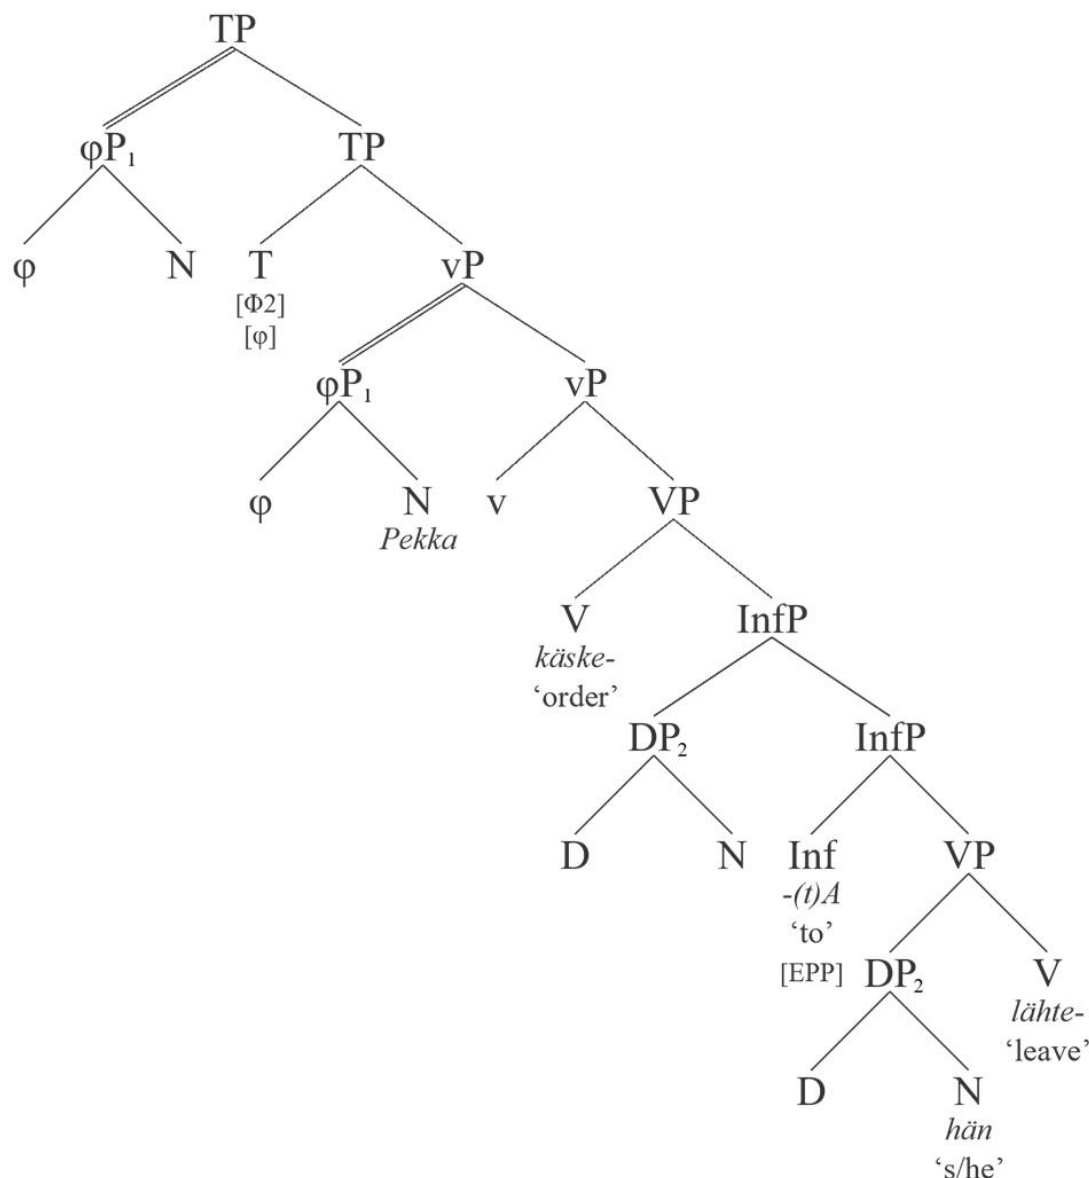 TP
φP₁ TP
φ N T vP
[Φ2]
[φ]
φP₁ vP
φ N v VP
Pekka
V InfP
käske-
‘order’
DP₂ InfP
D N Inf VP
-(t)A
‘to’
[EPP] DP₂ V
lähte-
‘leave’
D N
hän
‘s/he’